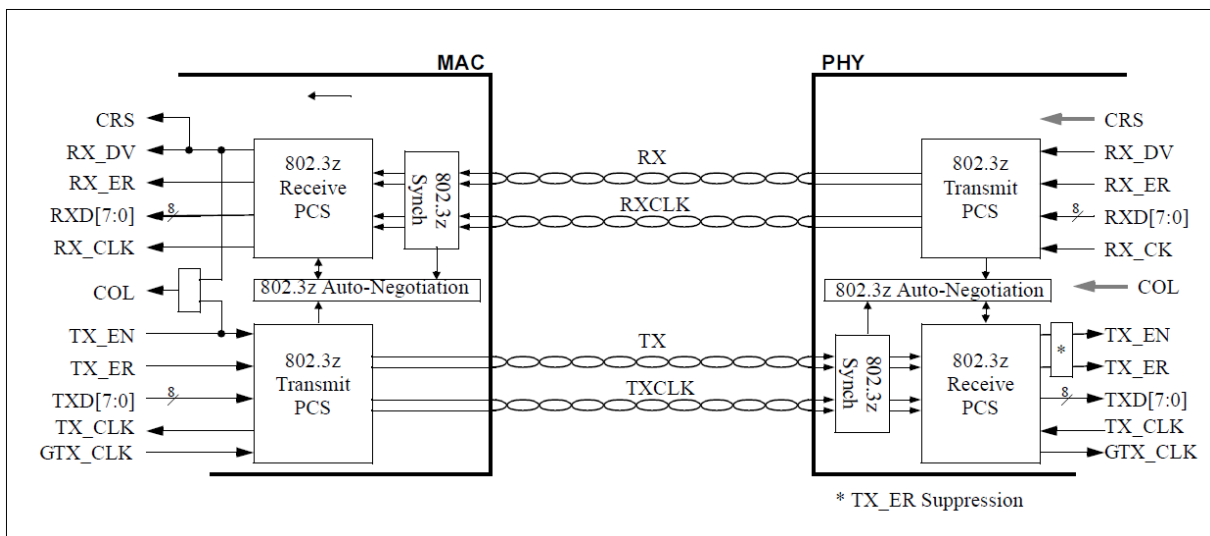 MAC
PHY
CRS
RX_DV
RX_ER
RXD[7:0]
8
RX_CLK
COL
TX_EN
TX_ER
TXD[7:0]
8
TX_CLK
GTX_CLK
802.3z
Receive
PCS
802.3z
Synch
802.3z Auto-Negotiation
802.3z
Transmit
PCS
RX
RXCLK
TX
TXCLK
802.3z
Transmit
PCS
802.3z Auto-Negotiation
802.3z
Synch
802.3z
Receive
PCS
*
CRS
RX_DV
RX_ER
8
RXD[7:0]
RX_CK
COL
TX_EN
TX_ER
8
TXD[7:0]
TX_CLK
GTX_CLK
* TX_ER Suppression